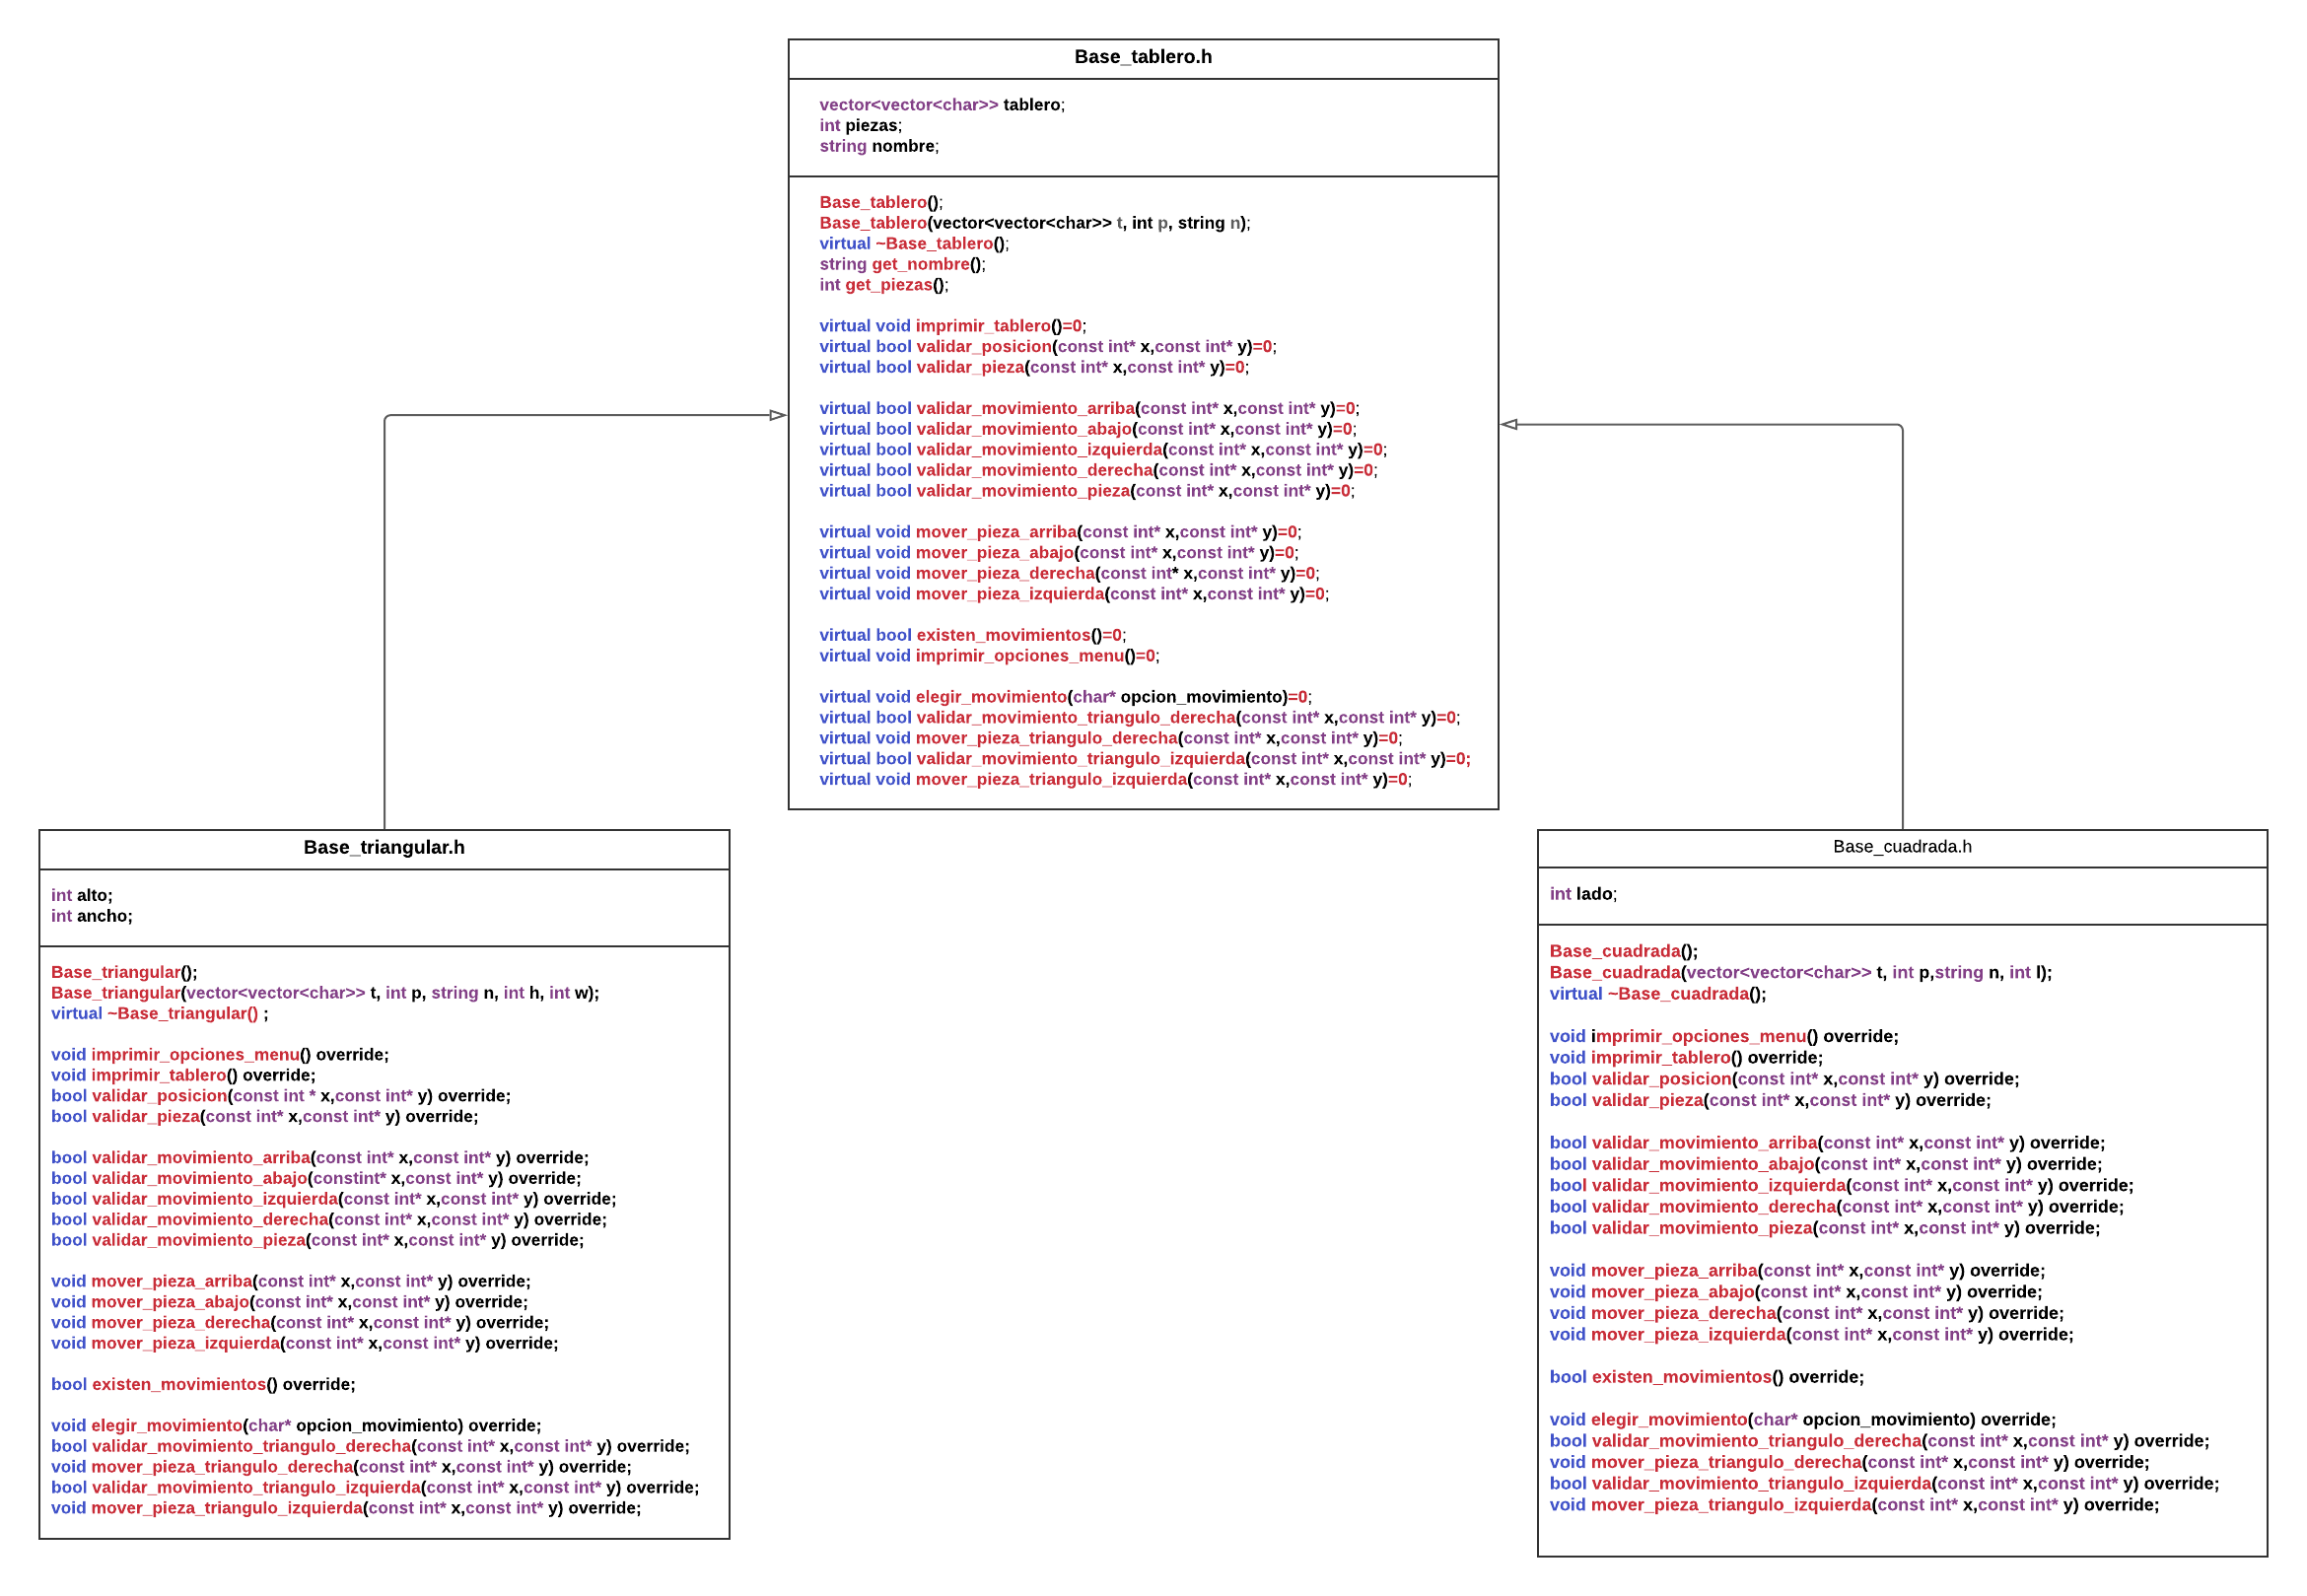 Base_tablero.h
vector<vector<char>> tablero;
int piezas;
string nombre;
Base_tablero();
Base_tablero(vector<vector<char>> t, int p, string n);
virtual ~Base_tablero();
string get_nombre();
int get_piezas();
virtual void imprimir_tablero()=0;
virtual bool validar_posicion(const int* x,const int* y)=0;
virtual bool validar_pieza(const int* x,const int* y)=0;
virtual bool validar_movimiento_arriba(const int* x,const int* y)=0;
virtual bool validar_movimiento_abajo(const int* x,const int* y)=0;
virtual bool validar_movimiento_izquierda(const int* x,const int* y)=0;
virtual bool validar_movimiento_derecha(const int* x,const int* y)=0;
virtual bool validar_movimiento_pieza(const int* x,const int* y)=0;
virtual void mover_pieza_arriba(const int* x,const int* y)=0;
virtual void mover_pieza_abajo(const int* x,const int* y)=0;
virtual void mover_pieza_derecha(const int* x,const int* y)=0;
virtual void mover_pieza_izquierda(const int* x,const int* y)=0;
virtual bool existen_movimientos()=0;
virtual void imprimir_opciones_menu()=0;
virtual void elegir_movimiento(char* opcion_movimiento)=0;
virtual bool validar_movimiento_triangulo_derecha(const int* x,const int* y)=0;
virtual void mover_pieza_triangulo_derecha(const int* x,const int* y)=0;
virtual bool validar_movimiento_triangulo_izquierda(const int* x,const int* y)=0;
virtual void mover_pieza_triangulo_izquierda(const int* x,const int* y)=0;
Base_triangular.h
int alto;
int ancho;
Base_triangular();
Base_triangular(vector<vector<char>> t, int p, string n, int h, int w);
virtual ~Base_triangular() ;
void imprimir_opciones_menu() override;
void imprimir_tablero() override;
bool validar_posicion(const int * x,const int* y) override;
bool validar_pieza(const int* x,const int* y) override;
bool validar_movimiento_arriba(const int* x,const int* y) override;
bool validar_movimiento_abajo(constint* x,const int* y) override;
bool validar_movimiento_izquierda(const int* x,const int* y) override;
bool validar_movimiento_derecha(const int* x,const int* y) override;
bool validar_movimiento_pieza(const int* x,const int* y) override;
void mover_pieza_arriba(const int* x,const int* y) override;
void mover_pieza_abajo(const int* x,const int* y) override;
void mover_pieza_derecha(const int* x,const int* y) override;
void mover_pieza_izquierda(const int* x,const int* y) override;
bool existen_movimientos() override;
void elegir_movimiento(char* opcion_movimiento) override;
bool validar_movimiento_triangulo_derecha(const int* x,const int* y) override;
void mover_pieza_triangulo_derecha(const int* x,const int* y) override;
bool validar_movimiento_triangulo_izquierda(const int* x,const int* y) override;
void mover_pieza_triangulo_izquierda(const int* x,const int* y) override;
Base_cuadrada.h
int lado;
Base_cuadrada();
Base_cuadrada(vector<vector<char>> t, int p,string n, int l);
virtual ~Base_cuadrada();
void imprimir_opciones_menu() override;
void imprimir_tablero() override;
bool validar_posicion(const int* x,const int* y) override;
bool validar_pieza(const int* x,const int* y) override;
bool validar_movimiento_arriba(const int* x,const int* y) override;
bool validar_movimiento_abajo(const int* x,const int* y) override;
bool validar_movimiento_izquierda(const int* x,const int* y) override;
bool validar_movimiento_derecha(const int* x,const int* y) override;
bool validar_movimiento_pieza(const int* x,const int* y) override;
void mover_pieza_arriba(const int* x,const int* y) override;
void mover_pieza_abajo(const int* x,const int* y) override;
void mover_pieza_derecha(const int* x,const int* y) override;
void mover_pieza_izquierda(const int* x,const int* y) override;
bool existen_movimientos() override;
void elegir_movimiento(char* opcion_movimiento) override;
bool validar_movimiento_triangulo_derecha(const int* x,const int* y) override;
void mover_pieza_triangulo_derecha(const int* x,const int* y) override;
bool validar_movimiento_triangulo_izquierda(const int* x,const int* y) override;
void mover_pieza_triangulo_izquierda(const int* x,const int* y) override;